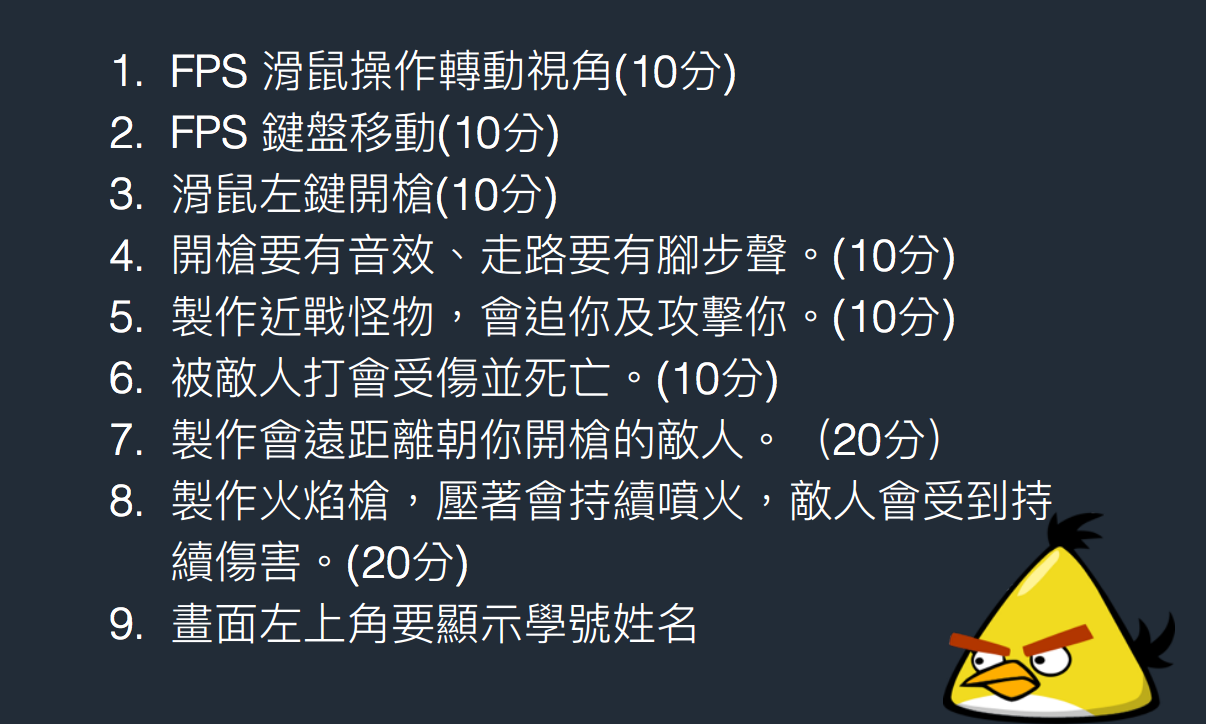 1. FPS 滑鼠操作轉動視角(10分)
2. FPS 鍵盤移動(10分)
3. 滑鼠左鍵開槍(10分)
4. 開槍要有音效、走路要有腳步聲。(10分)
5. 製作近戰怪物，會追你及攻擊你。(10分)
6. 被敵人打會受傷並死亡。(10分)
7. 製作會遠距離朝你開槍的敵人。（20分）
8. 製作火焰槍，壓著會持續噴火，敵人會受到持
續傷害。(20分)
9. 畫面左上角要顯示學號姓名